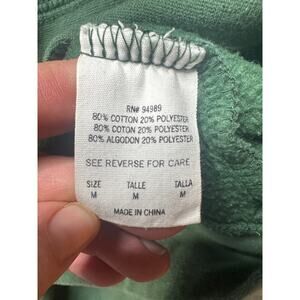 RN# 94989
80% COTTON 20% POLYESTER
80% COTON 20% POLYESTER
80% ALGODON 20% POLYESTER
SEE REVERSE FOR CARE
SIZE TALLE TALLA
M M M
MADE IN CHINA